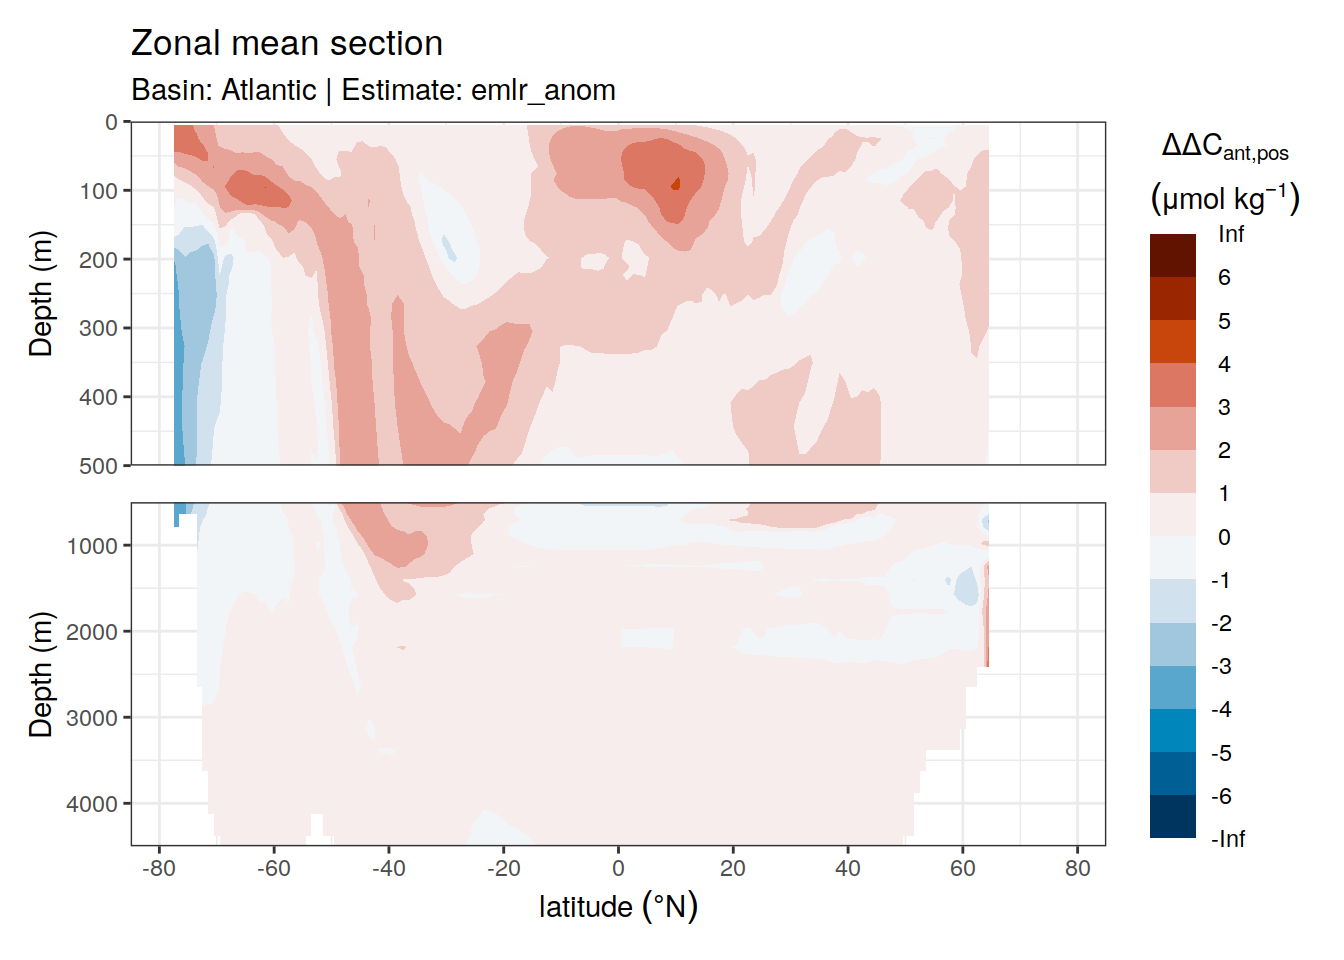 Zonal mean section
Basin: Atlantic | Estimate: emlr_anom
0
100
200
300
400
500
Depth (m)
1000
2000
3000
4000
Depth (m)
-80 -60 -40 -20 0 20 40 60 80
latitude (°N)
ΔΔCant,pos
(µmol kg⁻¹)
Inf
6
5
4
3
2
1
0
-1
-2
-3
-4
-5
-6
-Inf